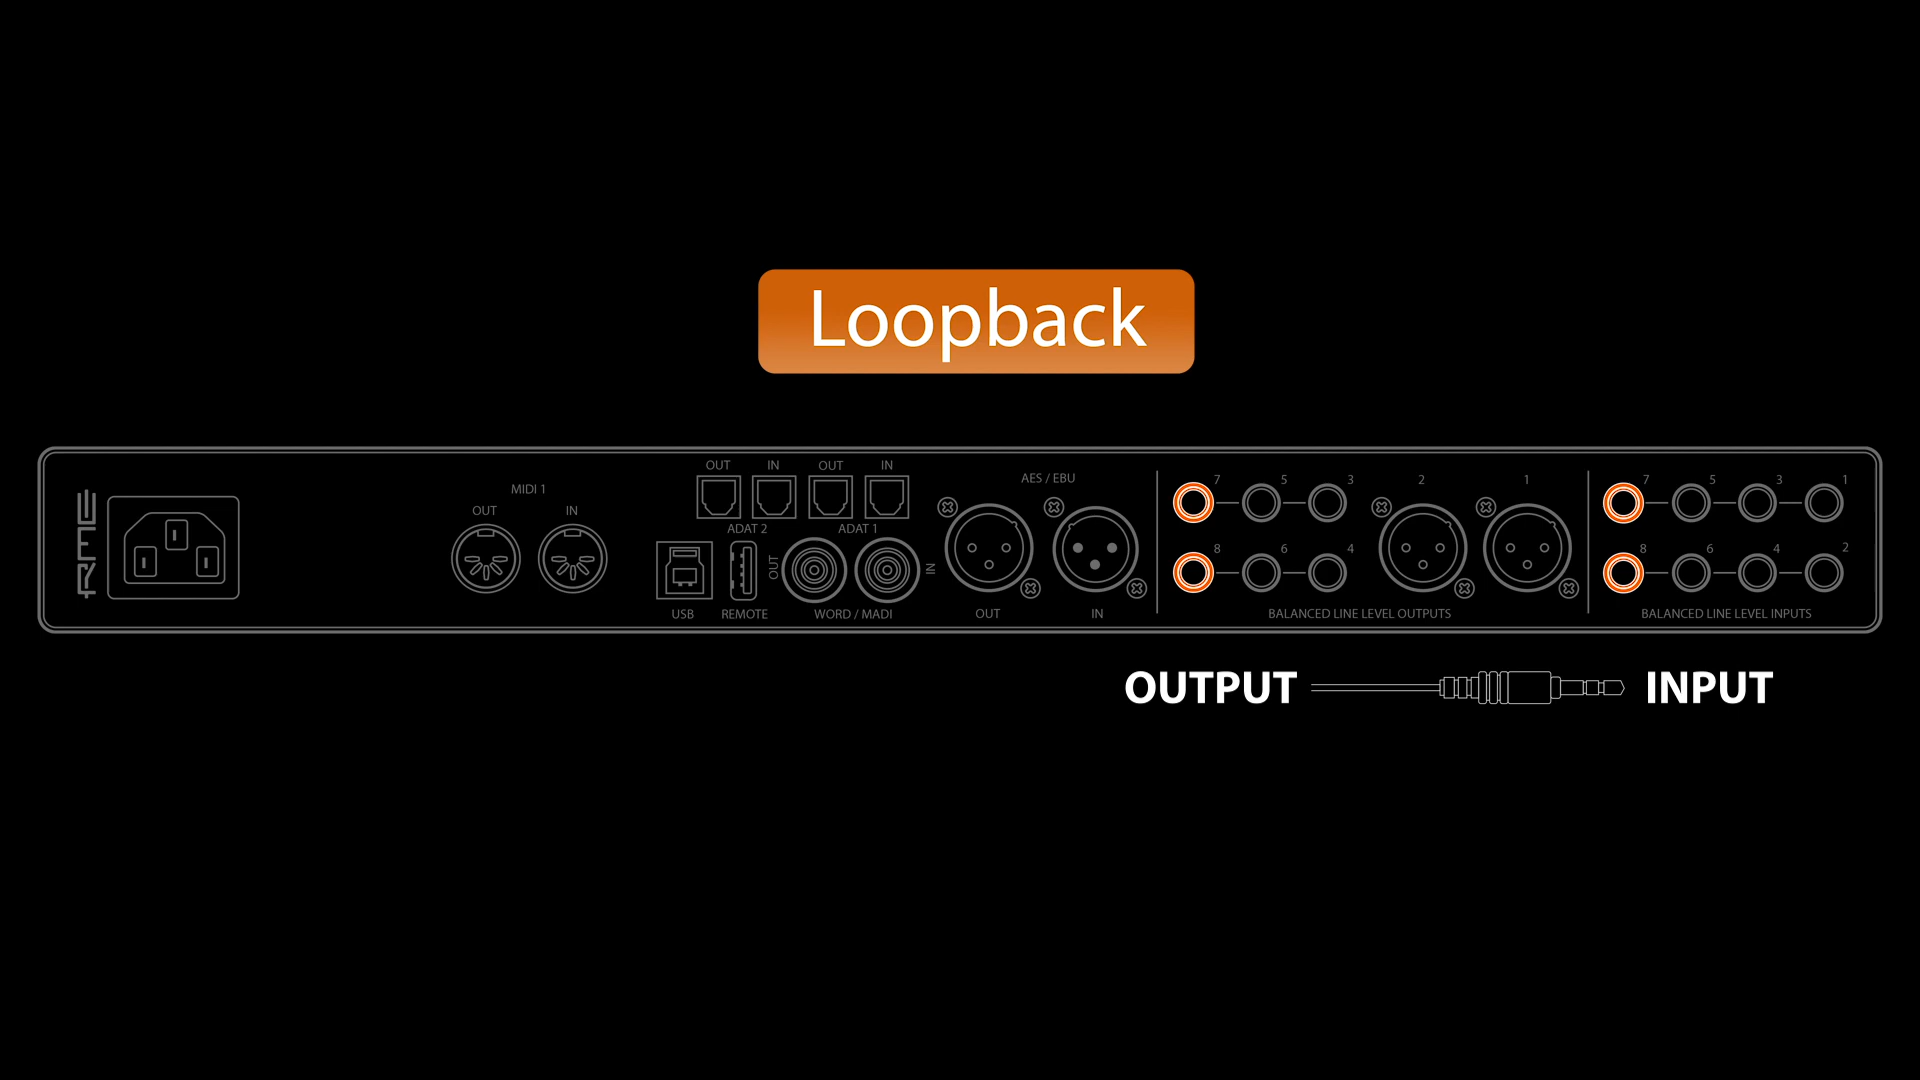 Loopback
RME
MIDI 1
OUT IN
OUT IN OUT IN
ADAT 2 ADAT 1
OUT IN
USB REMOTE WORD / MADI
AES / EBU
OUT IN
7 5 3 2 1
8 6 4
BALANCED LINE LEVEL OUTPUTS
7 5 3 1
8 6 4 2
BALANCED LINE LEVEL INPUTS
OUTPUT INPUT